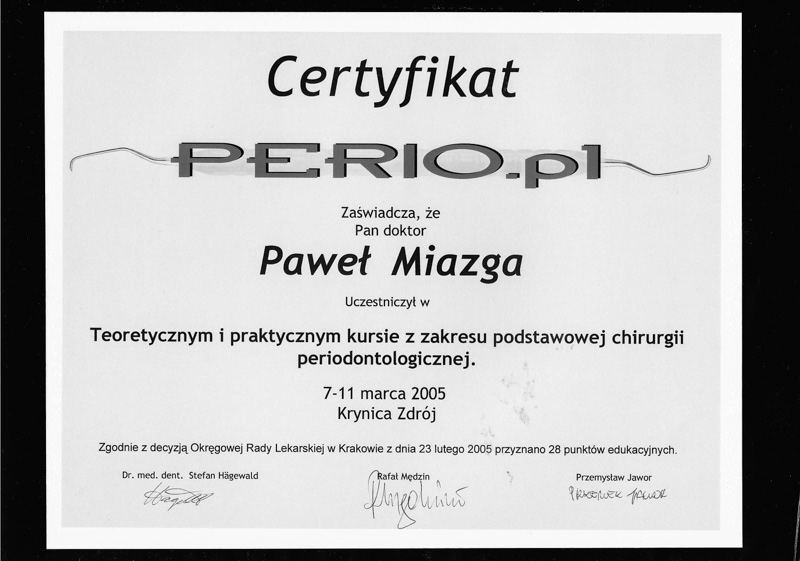 Certyfikat
PERIO.pl
Zaświadcza, że
Pan doktor
Paweł Miazga
Uczestniczył w
Teoretycznym i praktycznym kursie z zakresu podstawowej chirurgii
periodontologicznej.
7-11 marca 2005
Krynica Zdrój
Zgodnie z decyzją Okręgowej Rady Lekarskiej w Krakowie z dnia 23 lutego 2005 przyznano 28 punktów edukacyjnych.
Dr. med. dent. Stefan Hägewald
Rafał Mędzin
Przemysław Jawor